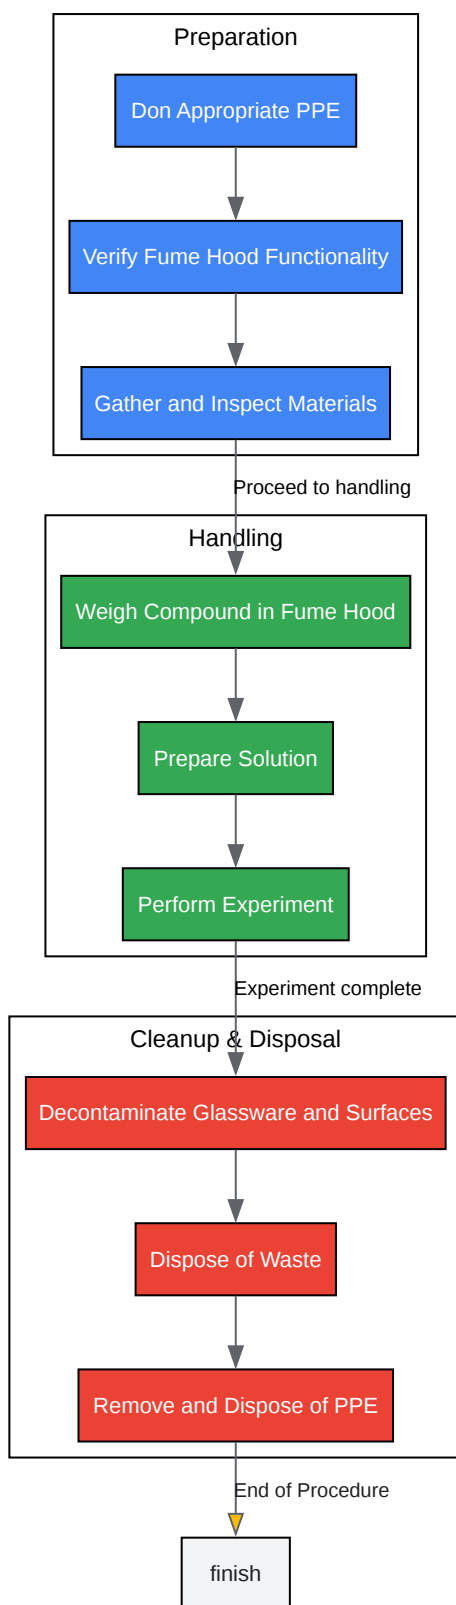 Preparation
Don Appropriate PPE
Verify Fume Hood Functionality
Gather and Inspect Materials
Proceed to handling
Handling
Weigh Compound in Fume Hood
Prepare Solution
Perform Experiment
Experiment complete
Cleanup & Disposal
Decontaminate Glassware and Surfaces
Dispose of Waste
Remove and Dispose of PPE
End of Procedure
finish